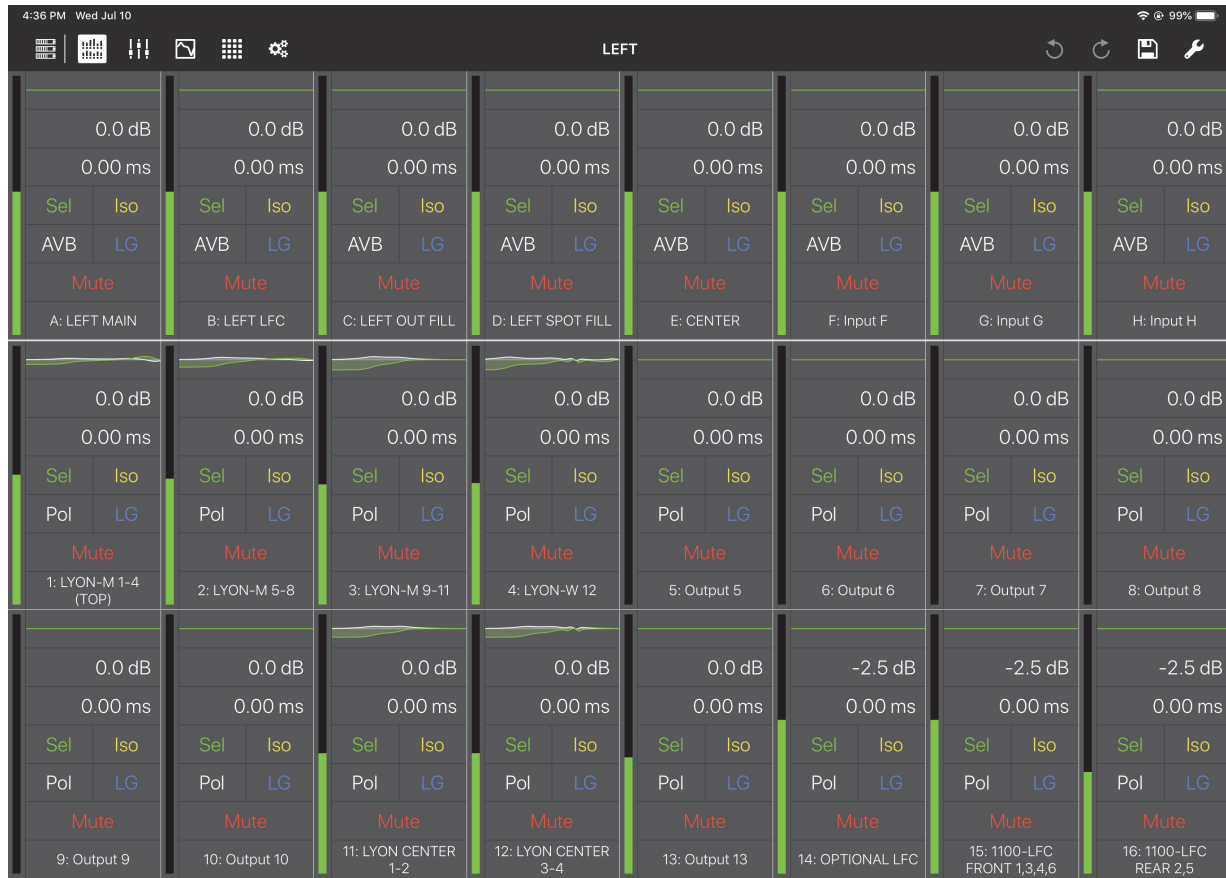 4:36 PM Wed Jul 10 99%
LEFT
0.0 dB 0.0 dB 0.0 dB 0.0 dB 0.0 dB 0.0 dB 0.0 dB 0.0 dB
0.00 ms 0.00 ms 0.00 ms 0.00 ms 0.00 ms 0.00 ms 0.00 ms 0.00 ms
Sel Iso Sel Iso Sel Iso Sel Iso Sel Iso Sel Iso Sel Iso Sel Iso
AVB LG AVB LG AVB LG AVB LG AVB LG AVB LG AVB LG AVB LG
Mute Mute Mute Mute Mute Mute Mute Mute
A: LEFT MAIN B: LEFT LFC C: LEFT OUT FILL D: LEFT SPOT FILL E: CENTER F: Input F G: Input G H: Input H
0.0 dB 0.0 dB 0.0 dB 0.0 dB 0.0 dB 0.0 dB 0.0 dB 0.0 dB
0.00 ms 0.00 ms 0.00 ms 0.00 ms 0.00 ms 0.00 ms 0.00 ms 0.00 ms
Sel Iso Sel Iso Sel Iso Sel Iso Sel Iso Sel Iso Sel Iso Sel Iso
Pol LG Pol LG Pol LG Pol LG Pol LG Pol LG Pol LG Pol LG
Mute Mute Mute Mute Mute Mute Mute Mute
1: LYON-M 1-4
(TOP) 2: LYON-M 5-8 3: LYON-M 9-11 4: LYON-W 12 5: Output 5 6: Output 6 7: Output 7 8: Output 8
0.0 dB 0.0 dB 0.0 dB 0.0 dB 0.0 dB -2.5 dB -2.5 dB -2.5 dB
0.00 ms 0.00 ms 0.00 ms 0.00 ms 0.00 ms 0.00 ms 0.00 ms 0.00 ms
Sel Iso Sel Iso Sel Iso Sel Iso Sel Iso Sel Iso Sel Iso Sel Iso
Pol LG Pol LG Pol LG Pol LG Pol LG Pol LG Pol LG Pol LG
Mute Mute Mute Mute Mute Mute Mute Mute
9: Output 9 10: Output 10 11: LYON CENTER
1-2 12: LYON CENTER
3-4 13: Output 13 14: OPTIONAL LFC 15: 1100-LFC
FRONT 1,3,4,6 16: 1100-LFC
REAR 2,5